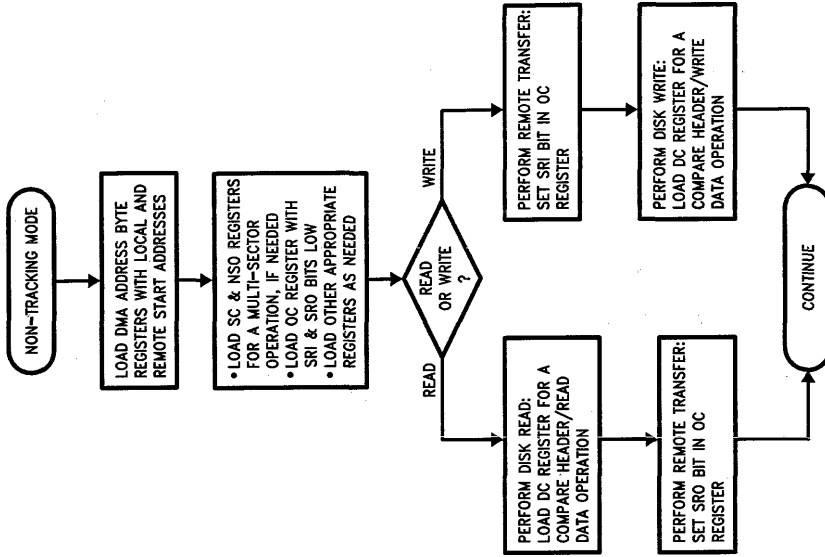 NON-TRACKING MODE
LOAD DMA ADDRESS BYTE
REGISTERS WITH LOCAL AND
REMOTE START ADDRESSES
• LOAD SC & NSO REGISTERS
FOR A MULTI-SECTOR
OPERATION, IF NEEDED
• LOAD OC REGISTER WITH
SRI & SRO BITS LOW
• LOAD OTHER APPROPRIATE
REGISTERS AS NEEDED
READ
OR WRITE
?
READ
WRITE
PERFORM DISK READ:
LOAD DC REGISTER FOR A
COMPARE HEADER/READ
DATA OPERATION
PERFORM REMOTE TRANSFER:
SET SRO BIT IN OC
REGISTER
PERFORM REMOTE TRANSFER:
SET SRI BIT IN OC
REGISTER
PERFORM DISK WRITE:
LOAD DC REGISTER FOR A
COMPARE HEADER/WRITE
DATA OPERATION
CONTINUE